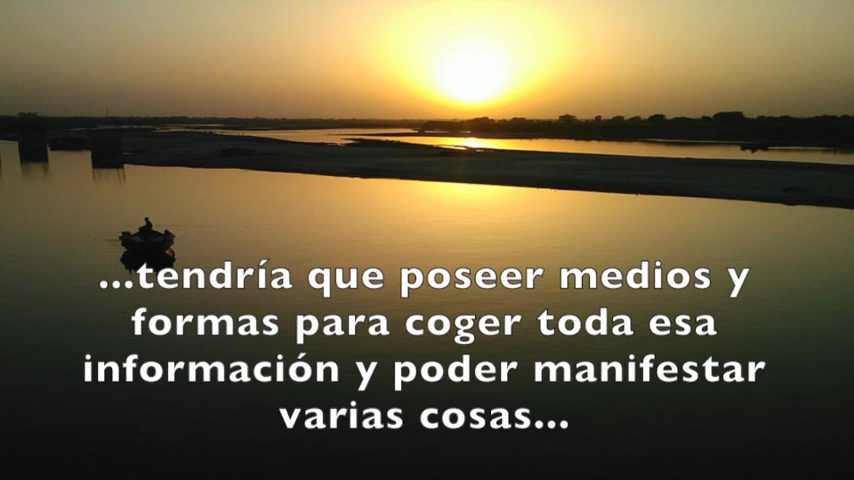 ...tendría que poseer medios y
formas para coger toda esa
información y poder manifestar
varias cosas...